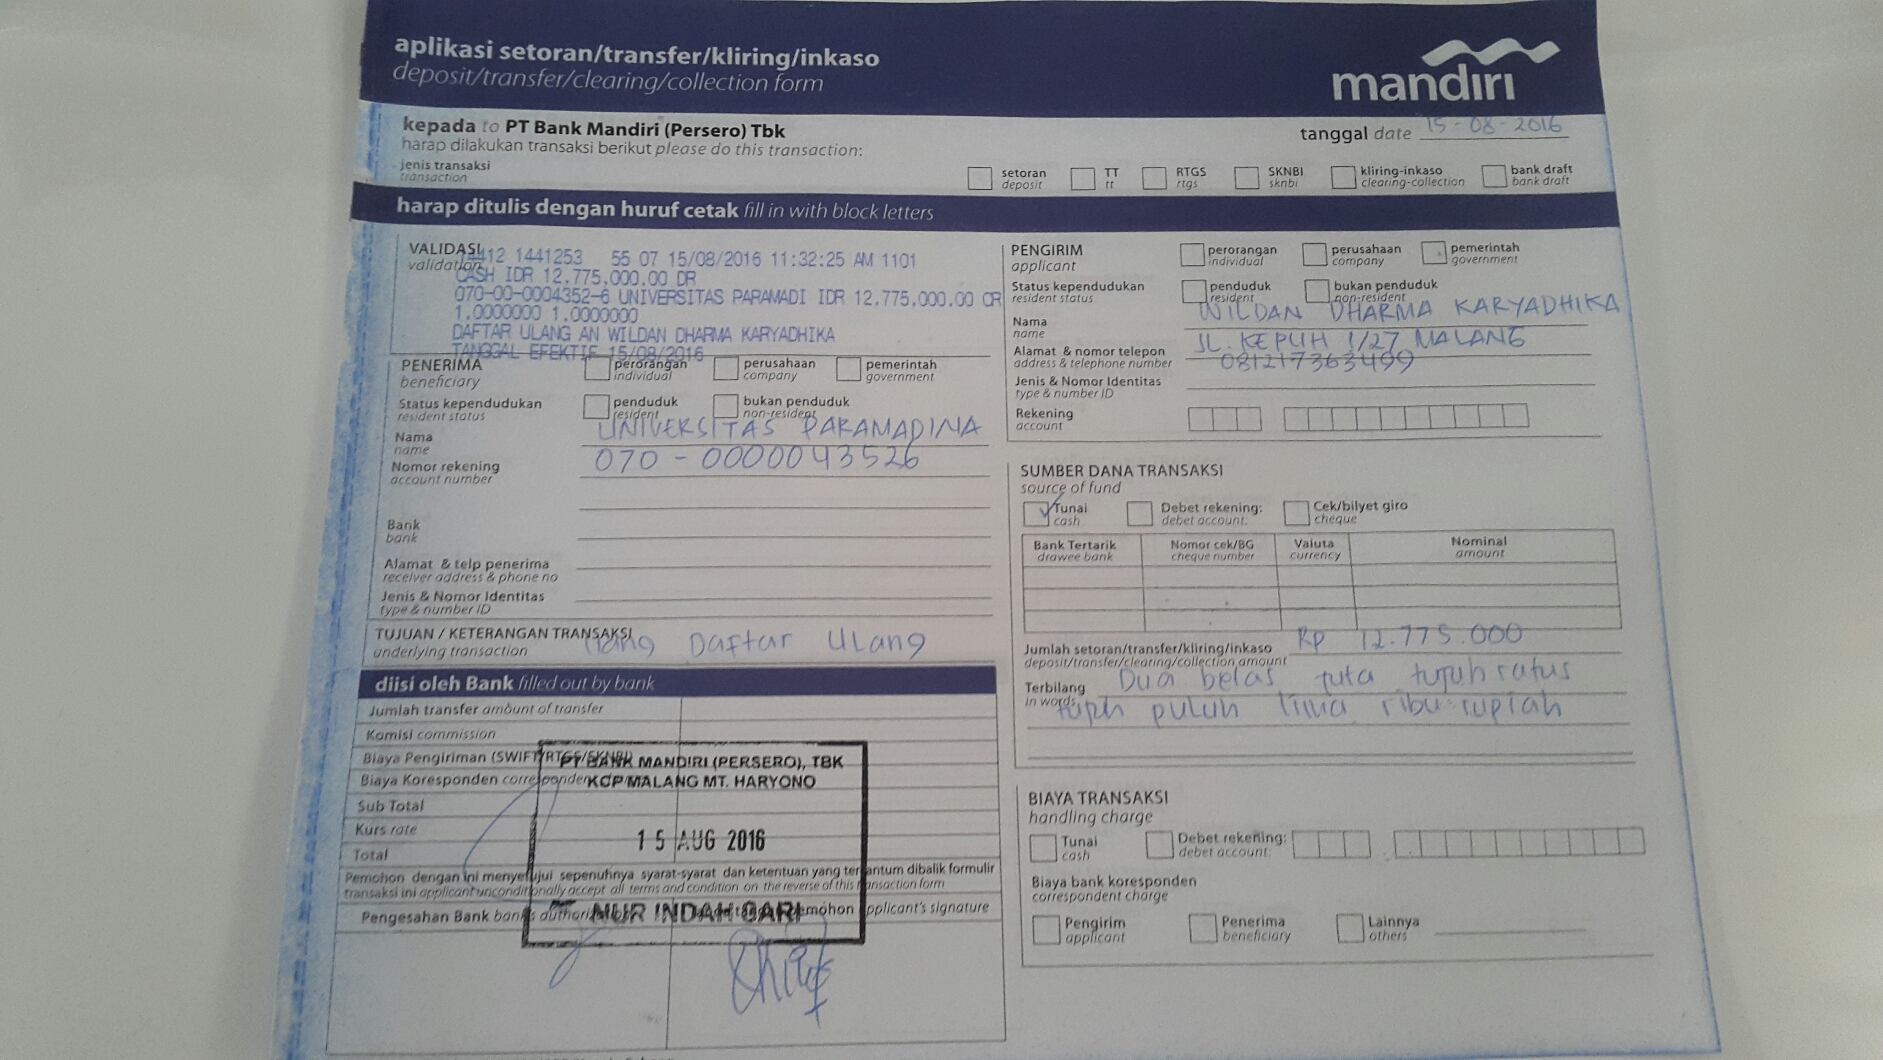 aplikasi setoran/transfer/kliring/inkaso
deposit/transfer/clearing/collection form
mandiri
kepada to PT Bank Mandiri (Persero) Tbk
harap dilakukan transaksi berikut please do this transaction:
tanggal date 15-08-2016
jenis transaksi
transaction
setoran
deposit
TT
tt
RTGS
rtgs
SKNBI
sknbi
kliring-inkaso
clearing-collection
bank draft
bank draft
harap ditulis dengan huruf cetak fill in with block letters
VALIDASI
validation
412 1441253 55 07 15/08/2016 11:32:25 AM 1101
CASH IDR 12.775,000.00 DR
070-00-0004352-6 UNIVERSITAS PARAMADI IDR 12.775,000.00 CR
1.0000000 1.0000000
DAFTAR ULANG AN WILDAN DHARMA KARYADHIKA
TANGGAL EFEKTIF 15/08/2016
PENERIMA
beneficiary
perorangan
individual
perusahaan
company
pemerintah
government
Status kependudukan
resident status
penduduk
resident
bukan penduduk
non-resident
Nama
name
UNIVERSITAS PARAMADINA
Nomor rekening
account number
070 - 0000043526
Bank
bank
Alamat & telp penerima
receiver address & phone no
Jenis & Nomor Identitas
type & number ID
TUJUAN / KETERANGAN TRANSAKSI
underlying transaction
Uang Daftar Ulang
diisi oleh Bank filled out by bank
Jumlah transfer amount of transfer
Komisi commission
Biaya Pengiriman (SWIFT/RTGS/SKNBI)
Biaya Koresponden
Sub Total
Kurs rate
Total
PT BANK MANDIRI (PERSERO), TBK
KCP MALANG MT. HARYONO
15 AUG 2016
NUR INDAH SARI
Pemohon dengan ini menyetujui sepenuhnya syarat-syarat dan ketentuan yang tercantum dibalik formulir
transaksi ini applicant unconditionally accept all terms and condition on the reverse of this transaction form
Pengesahan Bank bank's
pemohon applicant's signature
PENGIRIM
applicant
perorangan
individual
perusahaan
company
pemerintah
government
Status kependudukan
resident status
penduduk
resident
bukan penduduk
non-resident
Nama
name
WILDAN DHARMA KARYADHIKA
Alamat & nomor telepon
address & telephone number
JL. KEPUH 1/27 MALANG
081217363499
Jenis & Nomor Identitas
type & number ID
Rekening
account
SUMBER DANA TRANSAKSI
source of fund
Tunai
cash
Debet rekening:
debet account:
Cek/bilyet giro
cheque
Bank Tertarik
drawee bank
Nomor cek/BG
cheque number
Valuta
currency
Nominal
amount
Jumlah setoran/transfer/kliring/inkaso
deposit/transfer/clearing/collection amount
Rp 12.775.000
Terbilang
in words
Dua belas juta tujuh ratus
tujuh puluh lima ribu rupiah
BIAYA TRANSAKSI
handling charge
Tunai
cash
Debet rekening:
debet account:
Biaya bank koresponden
correspondent charge
Pengirim
applicant
Penerima
beneficiary
Lainnya
others